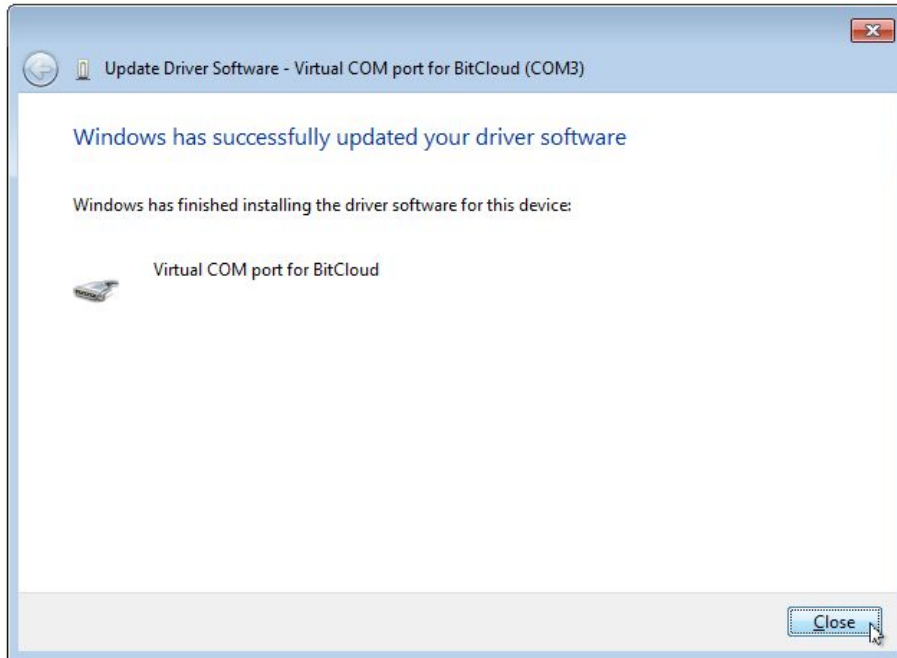 Update Driver Software - Virtual COM port for BitCloud (COM3)
Windows has successfully updated your driver software
Windows has finished installing the driver software for this device:
Virtual COM port for BitCloud
Close